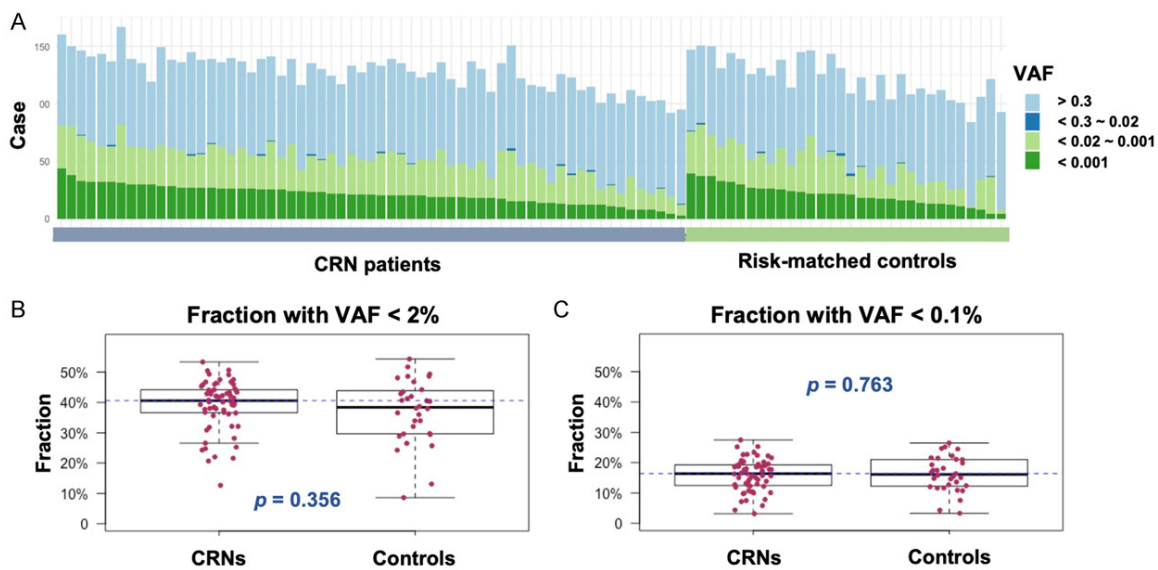 A
Case
150
00
50
0
CRN patients
Risk-matched controls
VAF
> 0.3
< 0.3 ~ 0.02
< 0.02 ~ 0.001
< 0.001
B
Fraction with VAF < 2%
Fraction
50%
40%
30%
20%
10%
0
p = 0.356
CRNs
Controls
C
Fraction with VAF < 0.1%
Fraction
50%
40%
30%
20%
10%
0
p = 0.763
CRNs
Controls